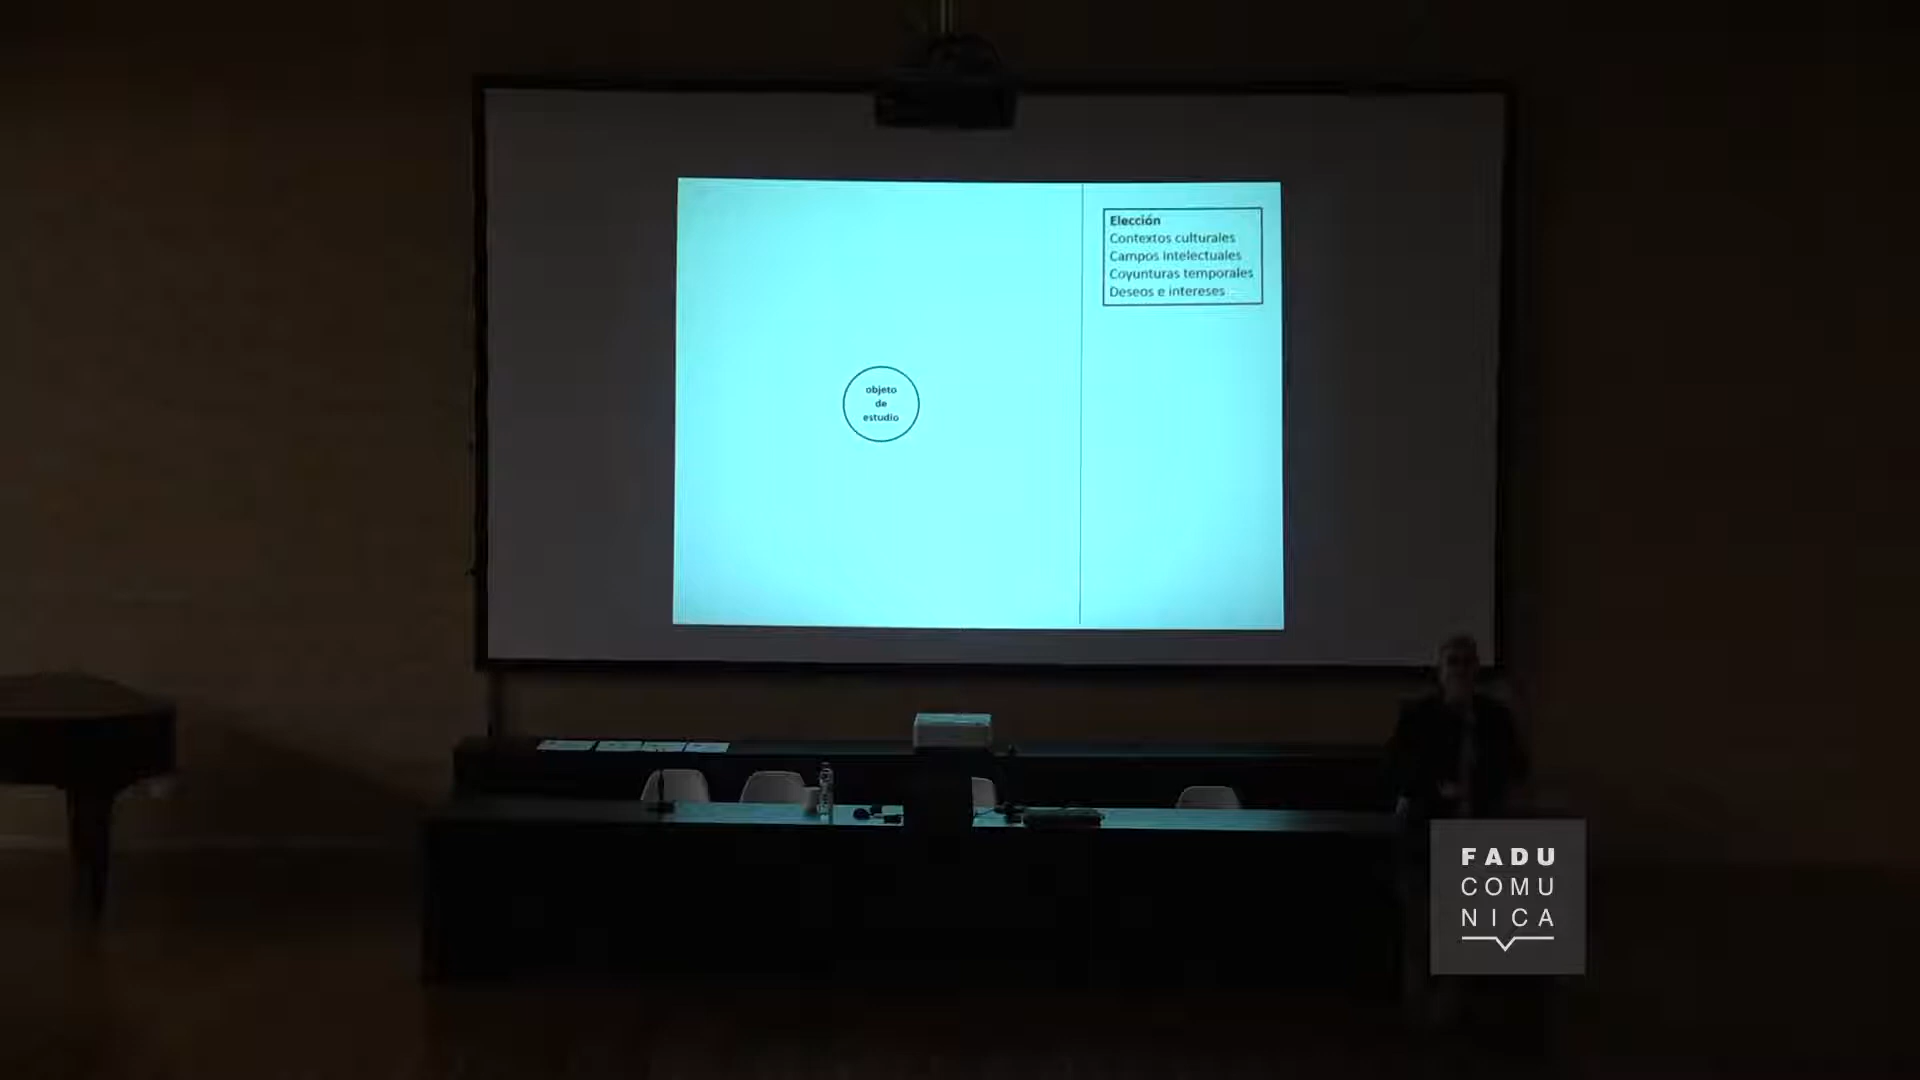 objeto
de
estudio
Elección
Contextos culturales
Campos intelectuales
Coyunturas temporales
Deseos e intereses
FADU
COMU
NICA